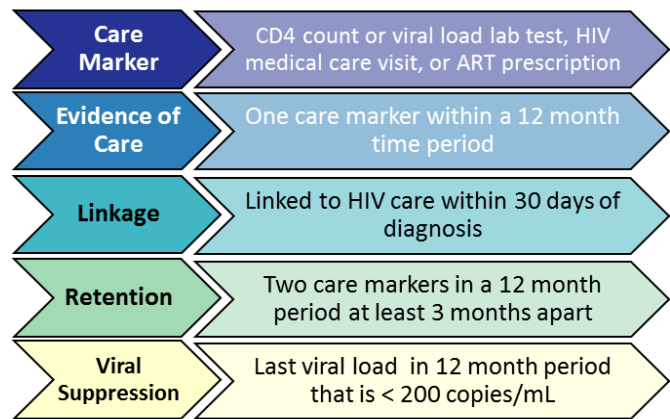 Care
Marker
CD4 count or viral load lab test, HIV
medical care visit, or ART prescription
Evidence of
Care
One care marker within a 12 month
time period
Linkage
Linked to HIV care within 30 days of
diagnosis
Retention
Two care markers in a 12 month
period at least 3 months apart
Viral
Suppression
Last viral load in 12 month period
that is < 200 copies/mL